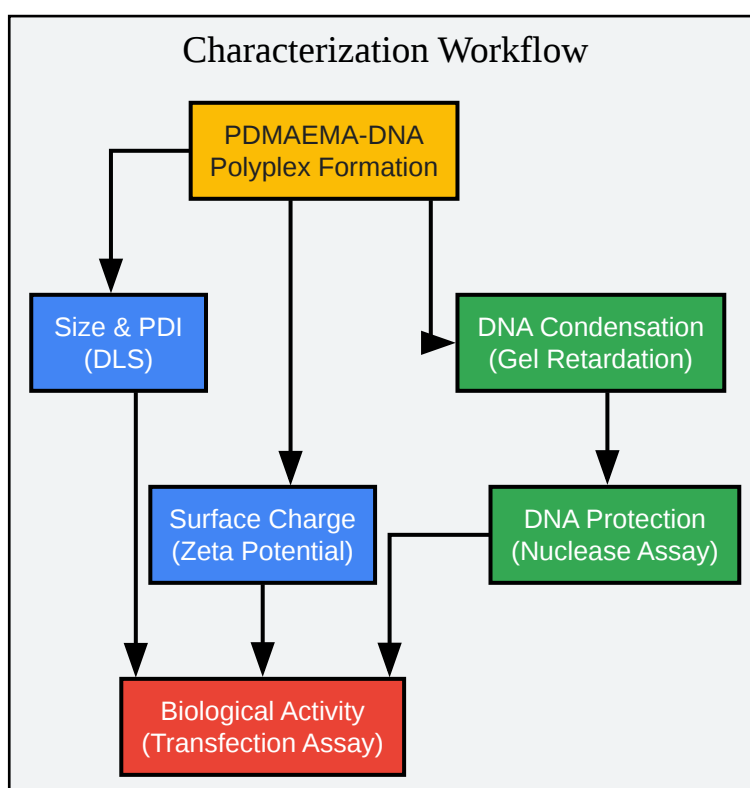 Characterization Workflow
PDMAEMA-DNA
Polyplex Formation
Size & PDI
(DLS)
DNA Condensation
(Gel Retardation)
Surface Charge
(Zeta Potential)
DNA Protection
(Nuclease Assay)
Biological Activity
(Transfection Assay)